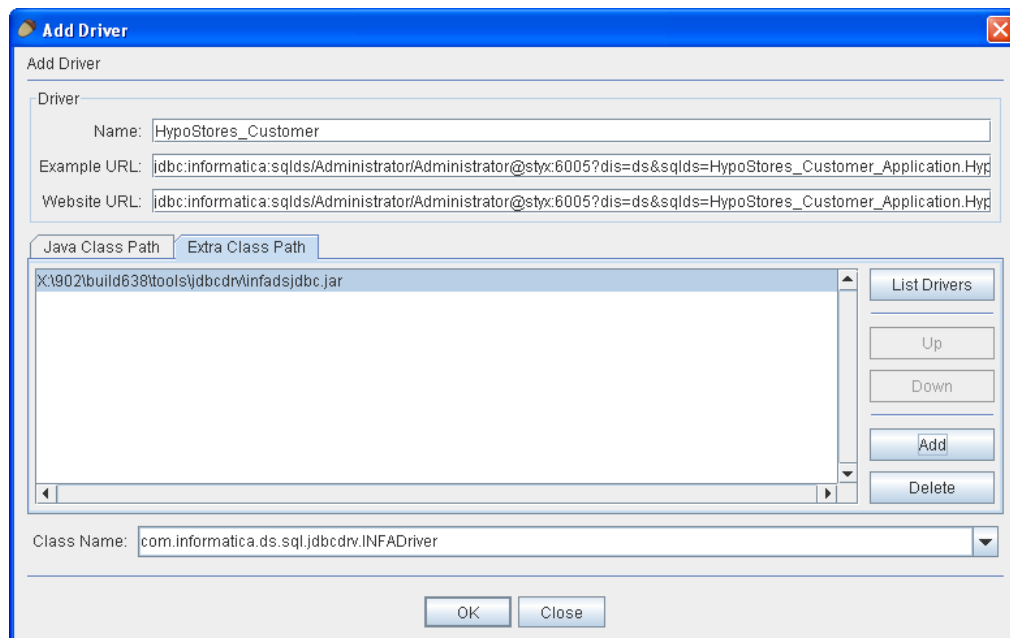 Add Driver
Add Driver
Driver
Name: HypoStores_Customer
Example URL: jdbc:informatica:sqlds/Administrator/Administrator@styx:6005?dis=ds&sqlds=HypoStores_Customer_Application.Hyp
Website URL: jdbc:informatica:sqlds/Administrator/Administrator@styx:6005?dis=ds&sqlds=HypoStores_Customer_Application.Hyp
Java Class Path Extra Class Path
X:\902\build638\tools\jdbcdrv\infadsjdbc.jar
List Drivers
Up
Down
Add
Delete
Class Name: com.informatica.ds.sql.jdbcdrv.INFADriver
OK Close